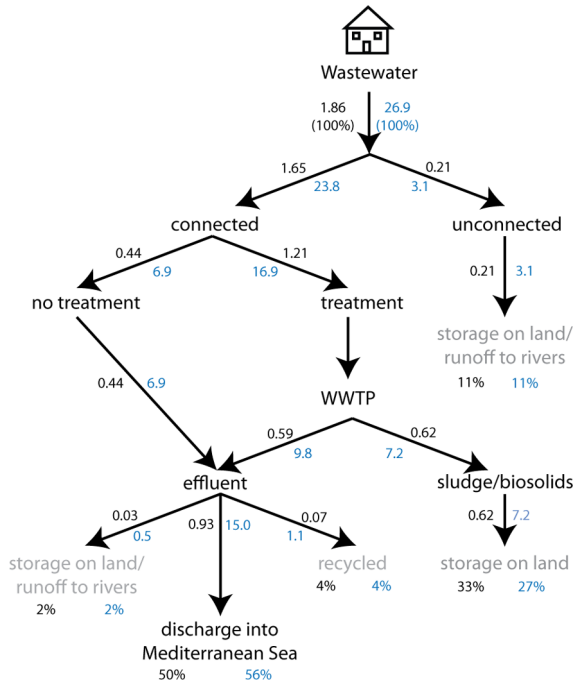 Wastewater
1.86 26.9
(100%) (100%)
1.65 0.21
23.8 3.1
connected unconnected
0.44 1.21
6.9 16.9
0.21 3.1
no treatment treatment
storage on land/
runoff to rivers
11% 11%
0.44 6.9
WWTP
0.59 0.62
9.8 7.2
effluent sludge/biosolids
0.03 0.93 15.0 0.07
0.5 1.1
0.62 7.2
storage on land/ recycled storage on land
runoff to rivers 4% 4% 33% 27%
2% 2%
discharge into
Mediterranean Sea
50% 56%